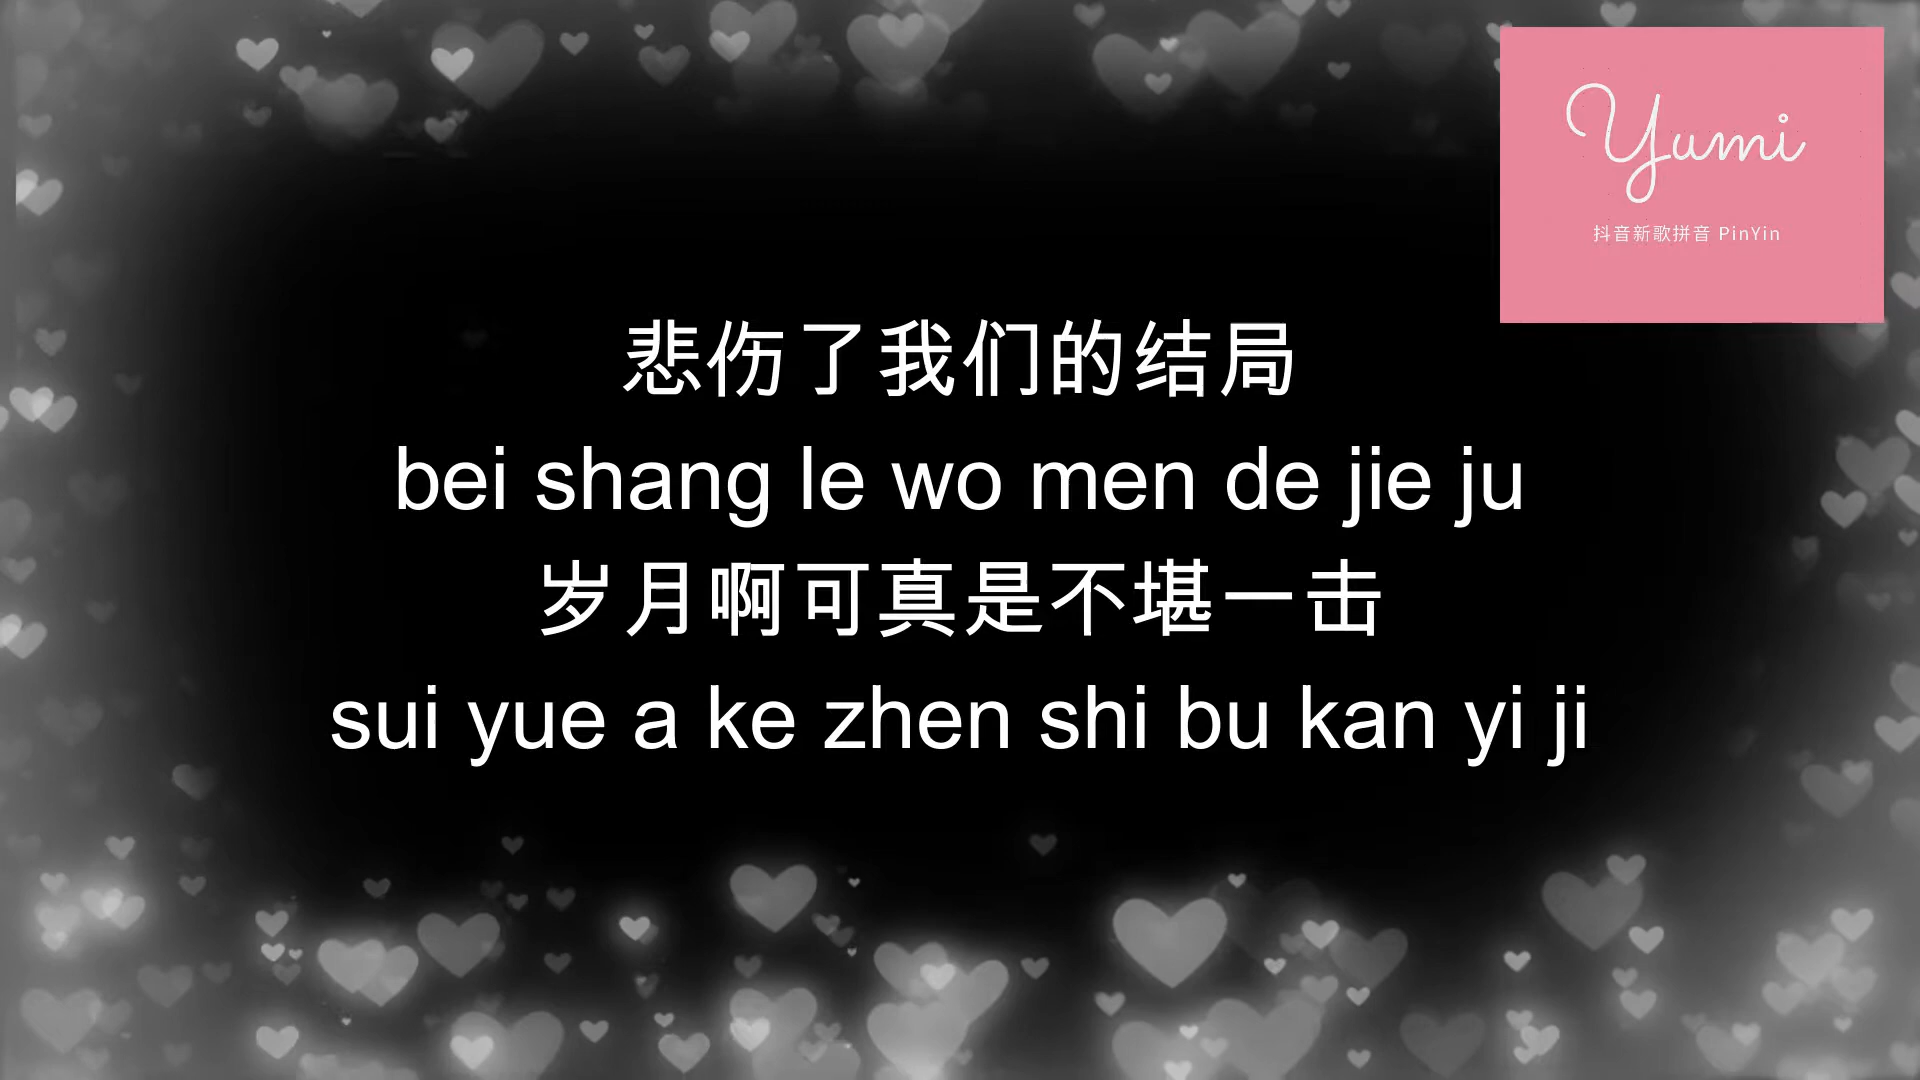 Yumi
抖音新歌拼音 PinYin
悲伤了我们的结局
bei shang le wo men de jie ju
岁月啊可真是不堪一击
sui yue a ke zhen shi bu kan yi ji